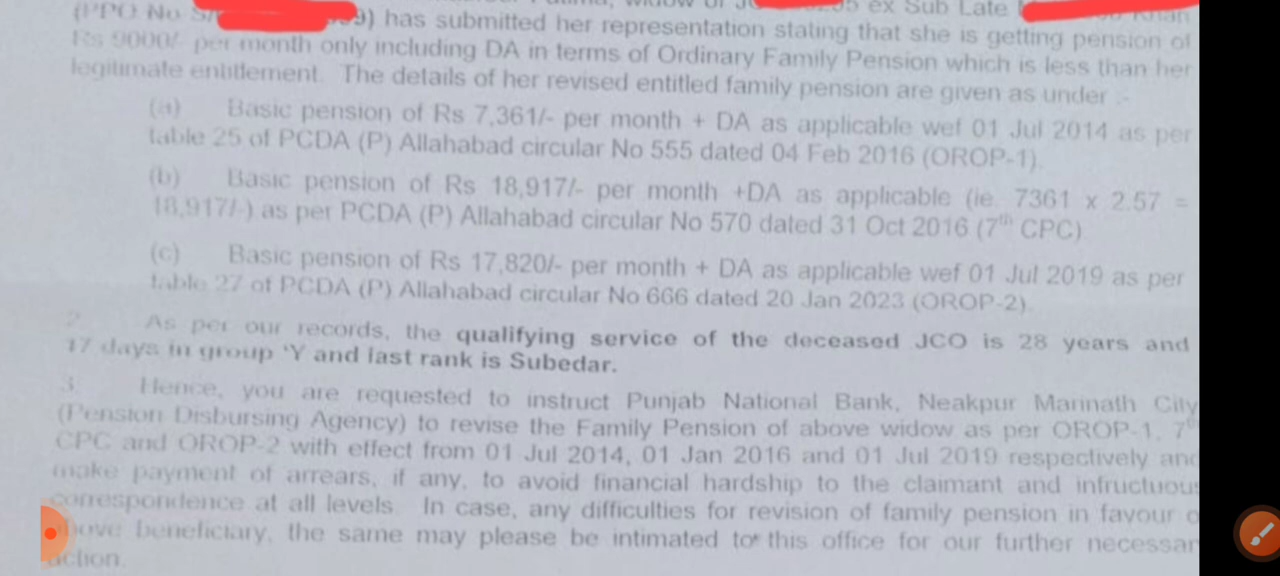 (PPO No S/ 9) has submitted her representation stating that she is getting pension of
Rs 9000/- per month only including DA in terms of Ordinary Family Pension which is less than her
legitimate entitlement. The details of her revised entitled family pension are given as under :-
(a) Basic pension of Rs 7,361/- per month + DA as applicable wef 01 Jul 2014 as per
table 25 of PCDA (P) Allahabad circular No 555 dated 04 Feb 2016 (OROP-1).
(b) Basic pension of Rs 18,917/- per month +DA as applicable (ie. 7361 x 2.57 =
18,917/-) as per PCDA (P) Allahabad circular No 570 dated 31 Oct 2016 (7th CPC)
(c) Basic pension of Rs 17,820/- per month + DA as applicable wef 01 Jul 2019 as per
table 27 of PCDA (P) Allahabad circular No 666 dated 20 Jan 2023 (OROP-2).
2. As per our records, the qualifying service of the deceased JCO is 28 years and
17 days in group 'Y and last rank is Subedar.
3. Hence, you are requested to instruct Punjab National Bank, Neakpur Marinath City
(Pension Disbursing Agency) to revise the Family Pension of above widow as per OROP-1, 7th
CPC and OROP-2 with effect from 01 Jul 2014, 01 Jan 2016 and 01 Jul 2019 respectively and
make payment of arrears, if any, to avoid financial hardship to the claimant and infructuous
correspondence at all levels. In case, any difficulties for revision of family pension in favour o
above beneficiary, the same may please be intimated to this office for our further necessar
action.